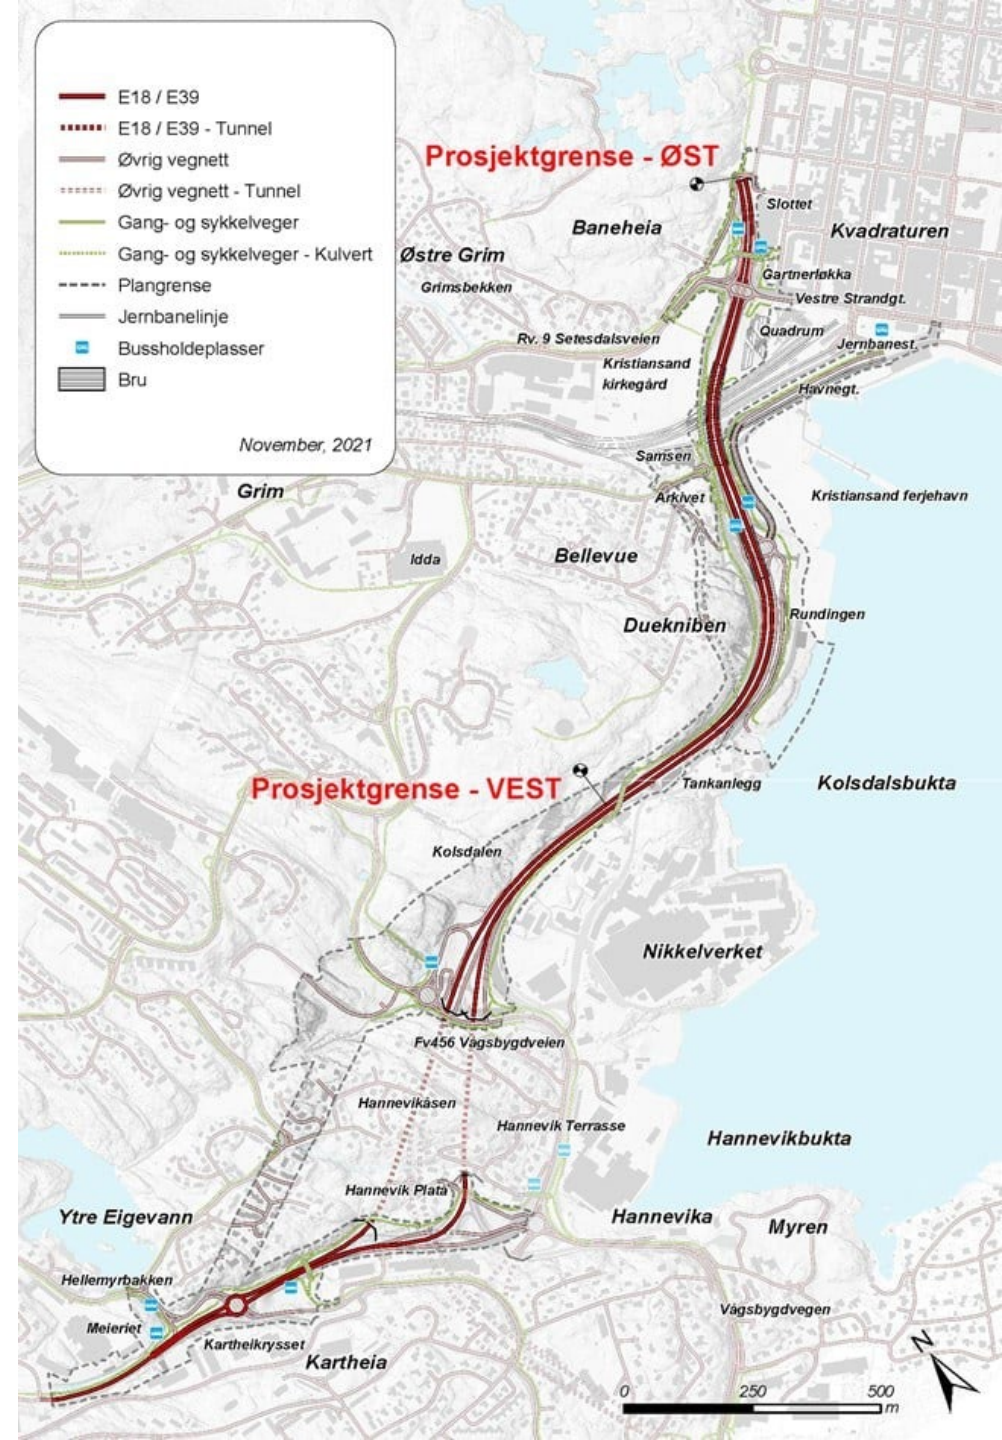 E18 / E39
E18 / E39 - Tunnel
Øvrig vegnett
Øvrig vegnett - Tunnel
Gang- og sykkelveger
Gang- og sykkelveger - Kulvert
Plangrense
Jernbanelinje
Bussholdeplasser
Bru
November, 2021
Prosjektgrense - ØST
Slottet
Baneheia
Kvadraturen
Østre Grim
Gartnerløkka
Grimsbekken
Vestre Strandgt.
Quadrum
Rv. 9 Setesdalsveien
Jernbanest.
Kristiansand
kirkegård
Havnegt.
Samsen
Grim
Arkivet
Kristiansand ferjehavn
Idda
Bellevue
Rundingen
Duekniben
Prosjektgrense - VEST
Tankanlegg
Kolsdalsbukta
Kolsdalen
Nikkelverket
Fv456 Vågsbygdveien
Hannevikåsen
Hannevik Terrasse
Hannevikbukta
Hannevik Plata
Ytre Eigevann
Hannevika
Myren
Hellemyrbakken
Vågsbygdvegen
Meieriet
Kartheikrysset
Kartheia
N
0 250 500
m